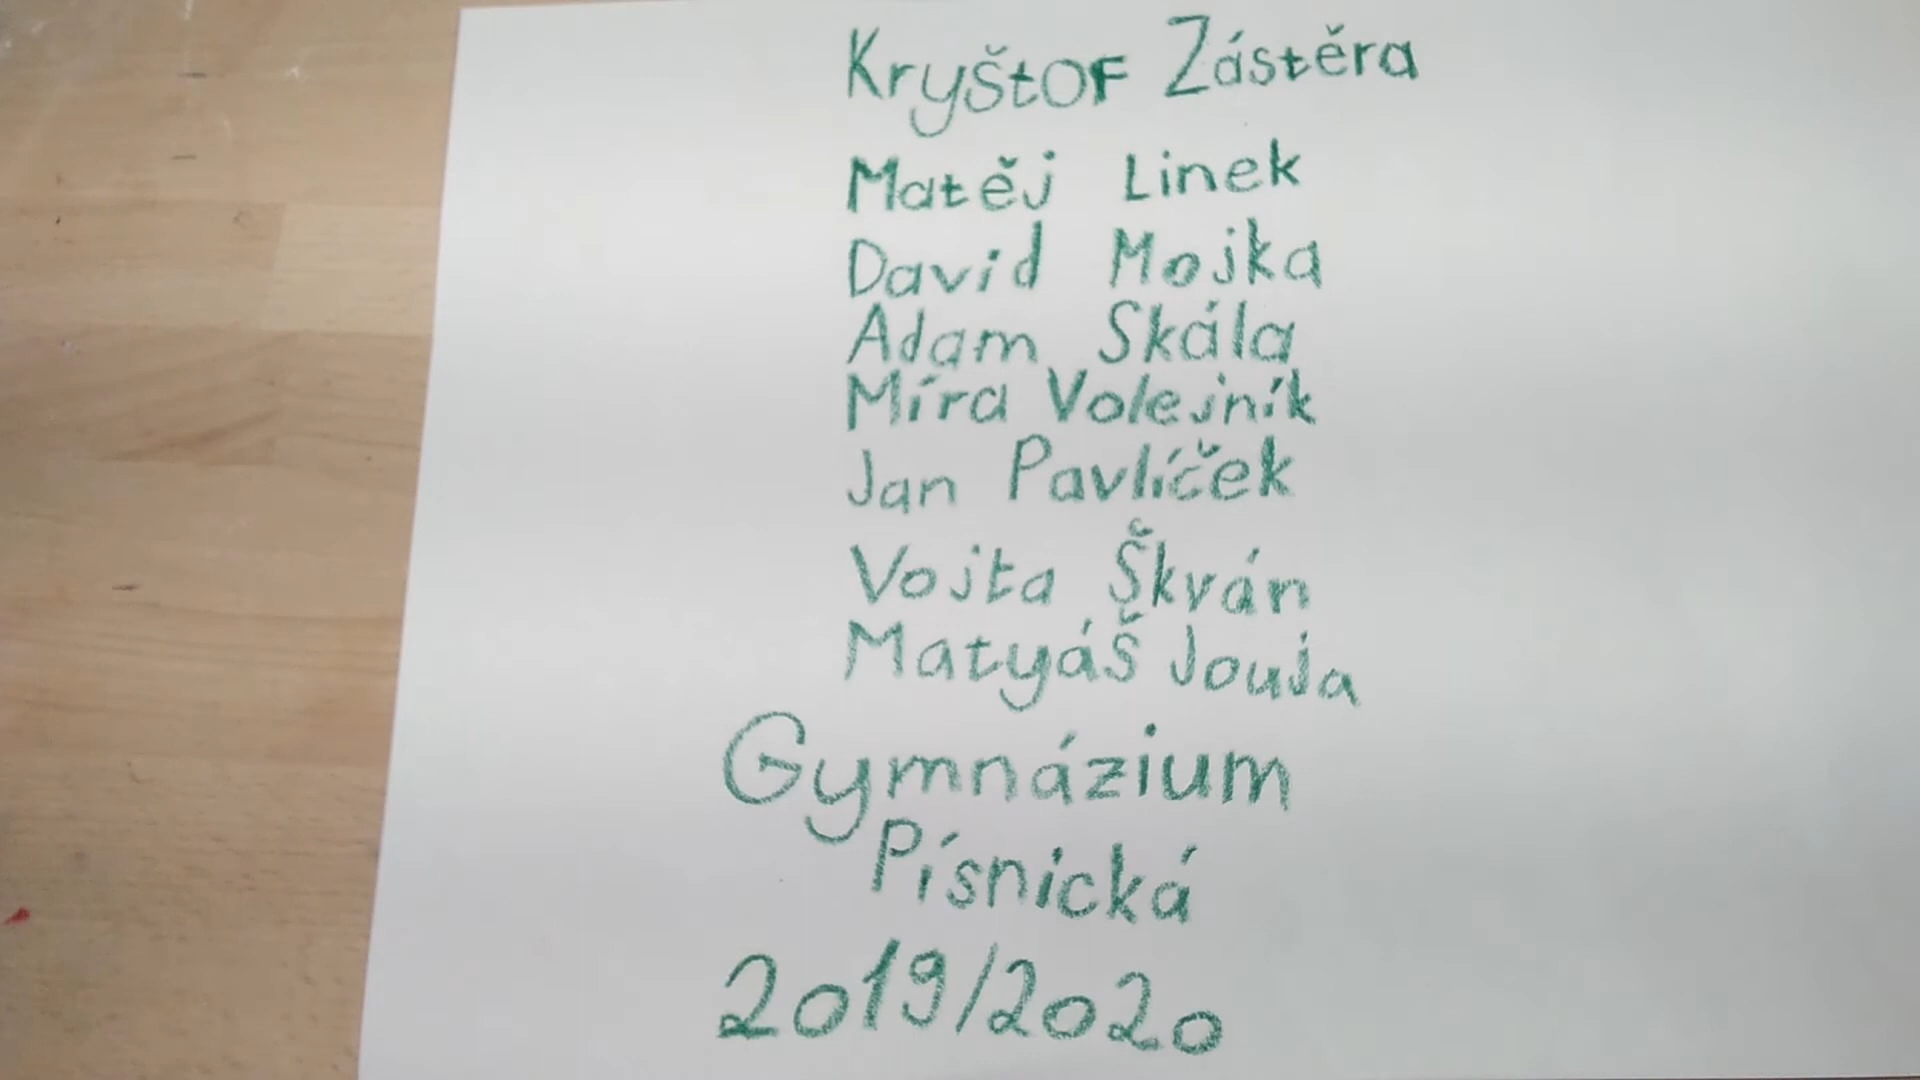 Kryštof Zástěra
Matěj Linek
David Mojka
Adam Skála
Míra Volejník
Jan Pavlíček
Vojta Škván
Matyáš Jouja
Gymnázium
Písnická
2019/2020